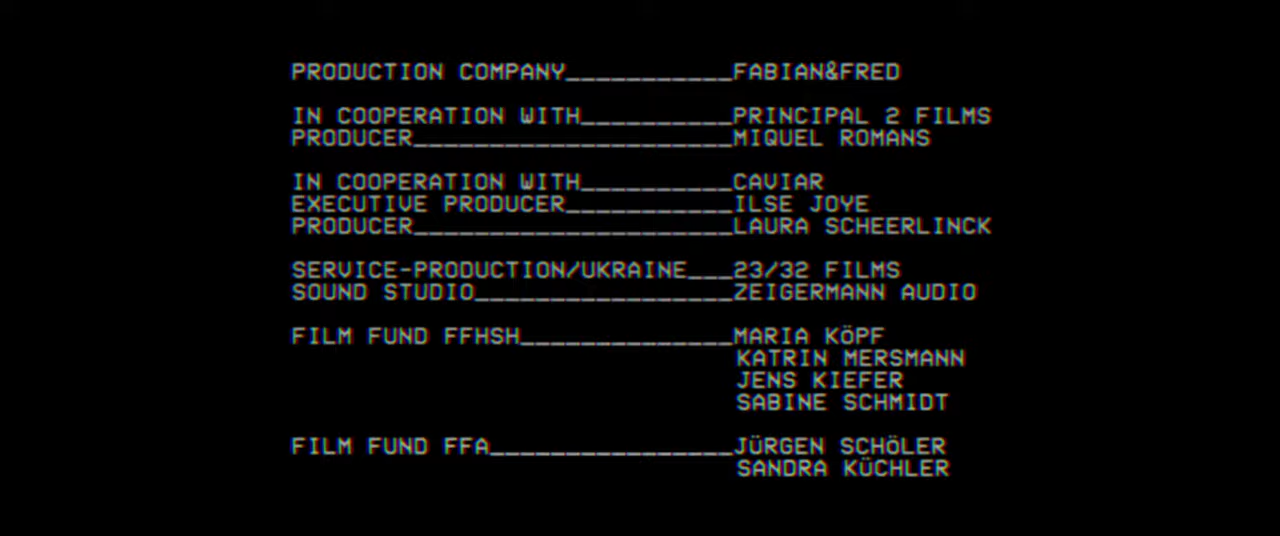 PRODUCTION COMPANY___________FABIAN&FRED
IN COOPERATION WITH__________PRINCIPAL 2 FILMS
PRODUCER_____________________MIQUEL ROMANS
IN COOPERATION WITH__________CAVIAR
EXECUTIVE PRODUCER___________ILSE JOYE
PRODUCER_____________________LAURA SCHEERLINCK
SERVICE-PRODUCTION/UKRAINE___23/32 FILMS
SOUND STUDIO_________________ZEIGERMANN AUDIO
FILM FUND FFHSH______________MARIA KöPF
KATRIN MERSMANN
JENS KIEFER
SABINE SCHMIDT
FILM FUND FFA________________JüRGEN SCHöLER
SANDRA KüCHLER